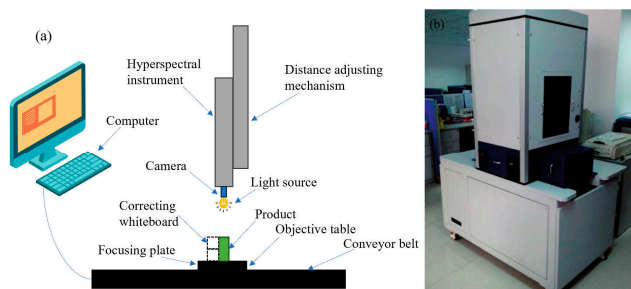 (a)
Hyperspectral
instrument
Distance adjusting
mechanism
Computer
Camera
Light source
Correcting
whiteboard
Product
Objective table
Focusing plate
Conveyor belt
(b)